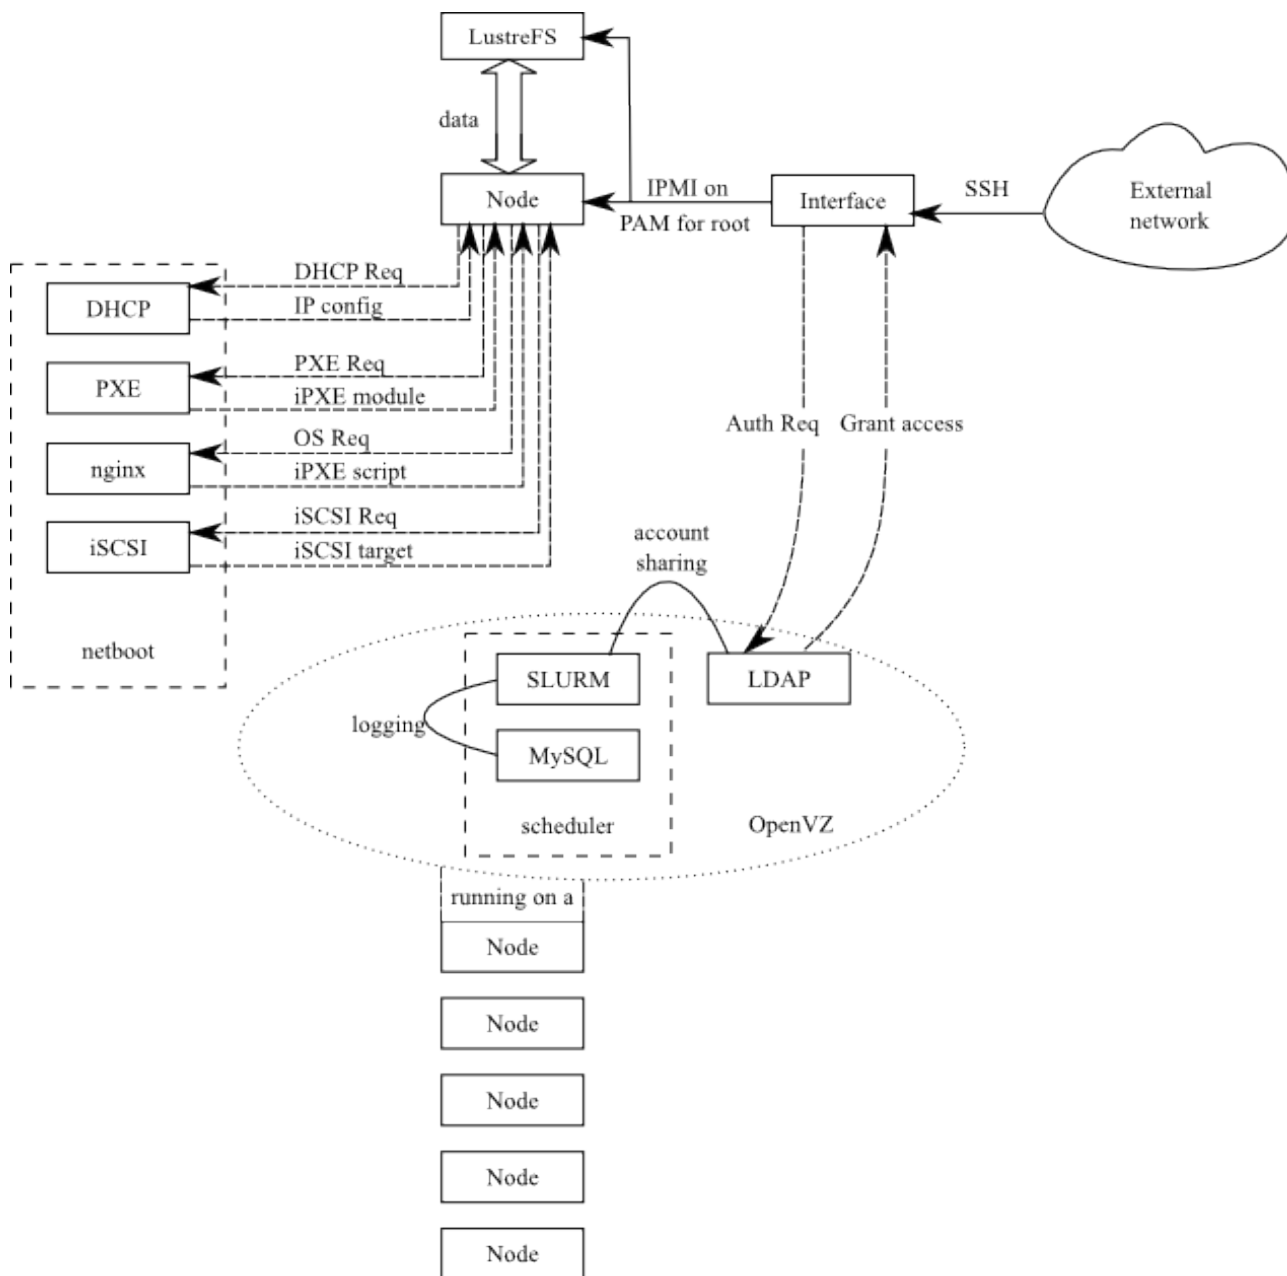 LustreFS
data
Node
IPMI on
PAM for root
Interface
SSH
External
network
DHCP Req
DHCP
IP config
PXE Req
PXE
iPXE module
OS Req
nginx
iPXE script
iSCSI Req
iSCSI
iSCSI target
netboot
Auth Req
Grant access
account
sharing
SLURM
LDAP
logging
MySQL
scheduler
OpenVZ
running on a
Node
Node
Node
Node
Node